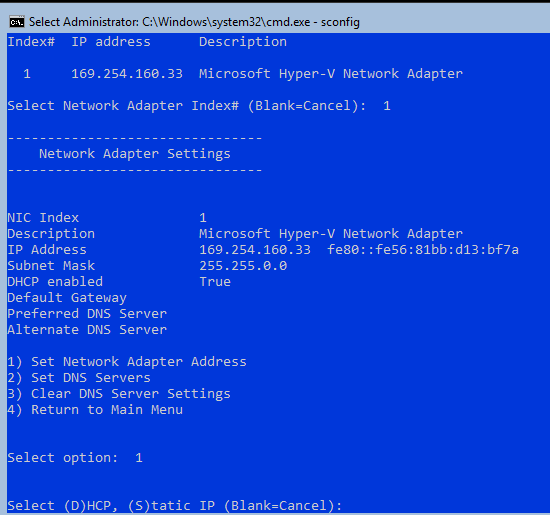 Select Administrator: C:\Windows\system32\cmd.exe - sconfig
Index#  IP address      Description
  1     169.254.160.33  Microsoft Hyper-V Network Adapter
Select Network Adapter Index# (Blank=Cancel):  1
--------------------------------
    Network Adapter Settings
--------------------------------
NIC Index               1
Description             Microsoft Hyper-V Network Adapter
IP Address              169.254.160.33  fe80::fe56:81bb:d13:bf7a
Subnet Mask             255.255.0.0
DHCP enabled            True
Default Gateway
Preferred DNS Server
Alternate DNS Server
1) Set Network Adapter Address
2) Set DNS Servers
3) Clear DNS Server Settings
4) Return to Main Menu
Select option:  1
Select (D)HCP, (S)tatic IP (Blank=Cancel):